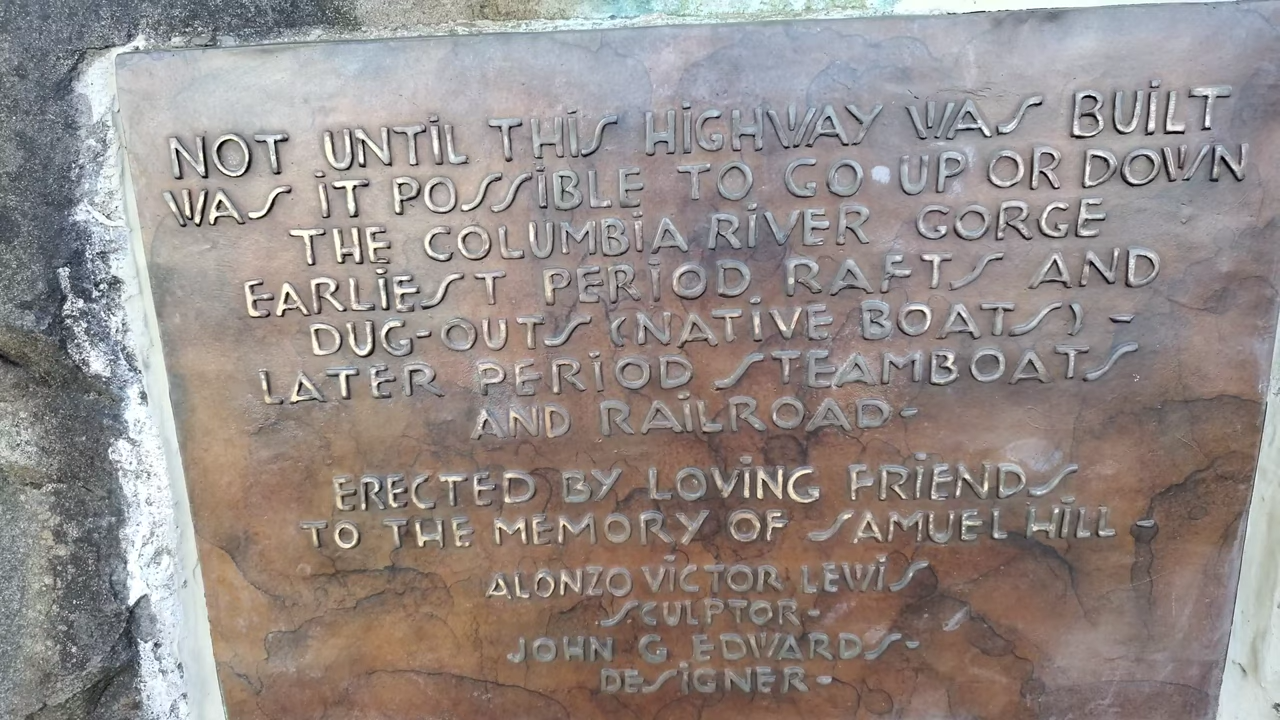 NOT UNTiL THiS HiGHWAY WAS BUiLT
WAS iT POSSiBLE TO GO UP OR DOWN
THE COLUMBiA RiVER GORGE
EARLiEST PERiOD RAFTS AND
DUG-OUTS (NATiVE BOATS) -
LATER PERiOD STEAMBOATS
AND RAiLROAD-
ERECTED BY LOViNG FRiENDS
TO THE MEMORY OF SAMUEL HiLL -
ALONZO ViCTOR LEWiS
SCULPTOR-
JOHN G EDWARDS-
DESiGNER-